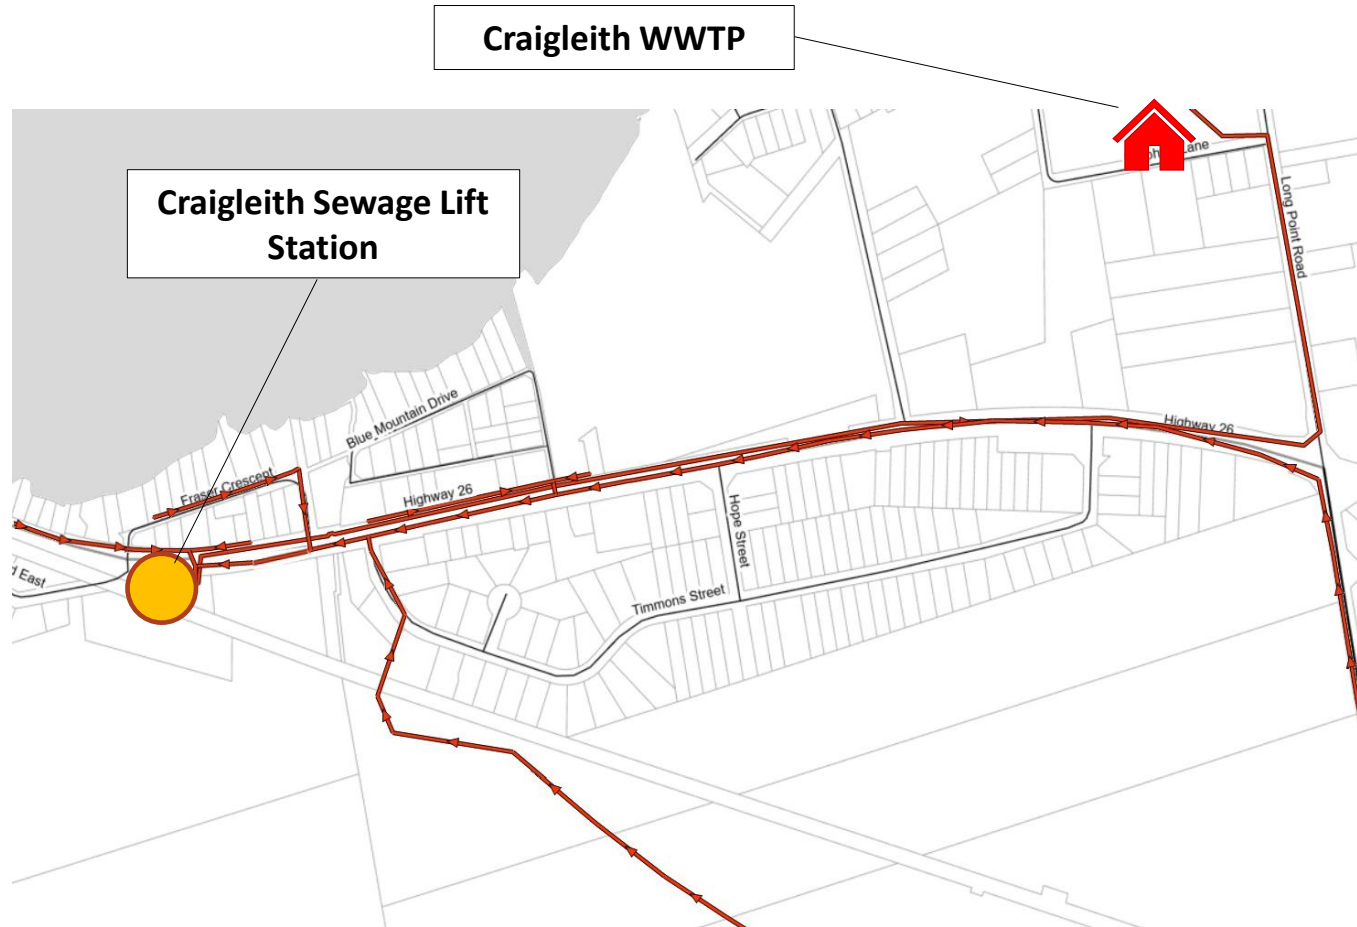 Craigleith WWTP
Craigleith Sewage Lift
Station
Lane
Long Point Road
Blue Mountain Drive
Highway 26
Fraser Crescent
Highway 26
Hope Street
d East
Timmons Street